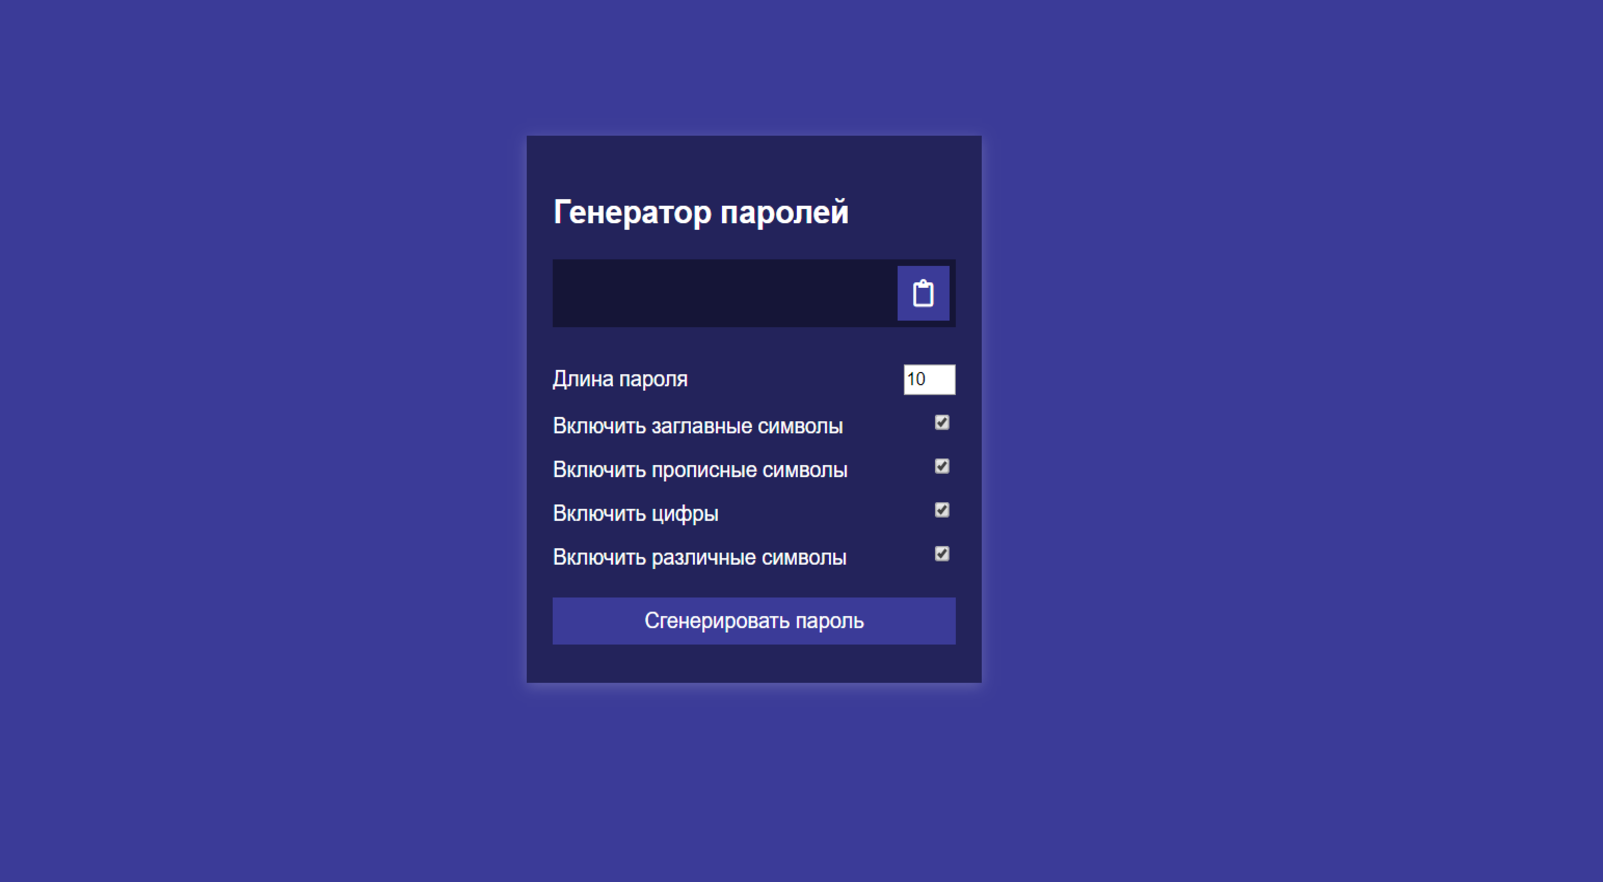 Генератор паролей
Длина пароля 10
Включить заглавные символы
Включить прописные символы
Включить цифры
Включить различные символы
Сгенерировать пароль